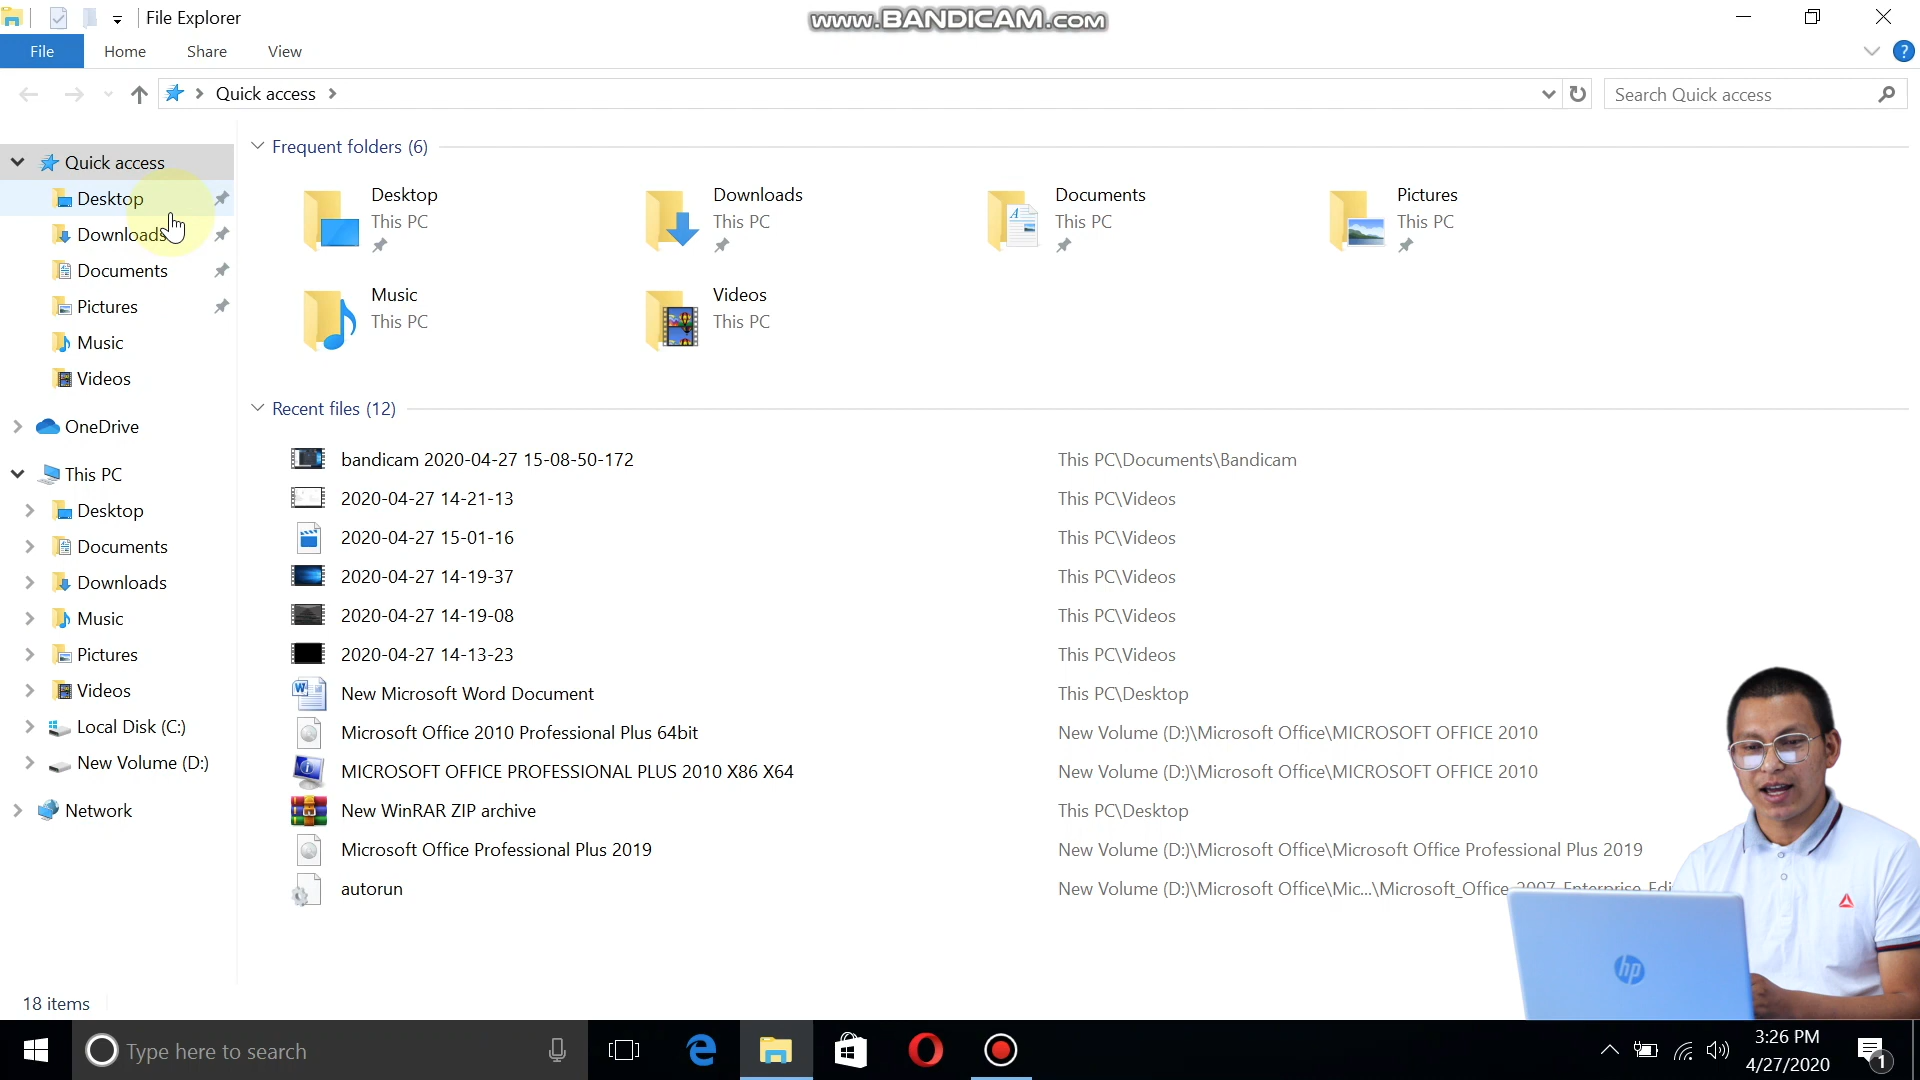 File Explorer
www.BANDICAM.com
File Home Share View
?
Quick access
Search Quick access
Quick access
Desktop
Downloads
Documents
Pictures
Music
Videos
OneDrive
This PC
Desktop
Documents
Downloads
Music
Pictures
Videos
Local Disk (C:)
New Volume (D:)
Network
Frequent folders (6)
Desktop
This PC
Downloads
This PC
Documents
This PC
Pictures
This PC
Music
This PC
Videos
This PC
Recent files (12)
bandicam 2020-04-27 15-08-50-172 This PC\Documents\Bandicam
2020-04-27 14-21-13 This PC\Videos
2020-04-27 15-01-16 This PC\Videos
2020-04-27 14-19-37 This PC\Videos
2020-04-27 14-19-08 This PC\Videos
2020-04-27 14-13-23 This PC\Videos
New Microsoft Word Document This PC\Desktop
Microsoft Office 2010 Professional Plus 64bit New Volume (D:)\Microsoft Office\MICROSOFT OFFICE 2010
MICROSOFT OFFICE PROFESSIONAL PLUS 2010 X86 X64 New Volume (D:)\Microsoft Office\MICROSOFT OFFICE 2010
New WinRAR ZIP archive This PC\Desktop
Microsoft Office Professional Plus 2019 New Volume (D:)\Microsoft Office\Microsoft Office Professional Plus 2019
autorun New Volume (D:)\Microsoft Office\Mic...\Microsoft_Office
hp
18 items
Type here to search
3:26 PM
4/27/2020
1